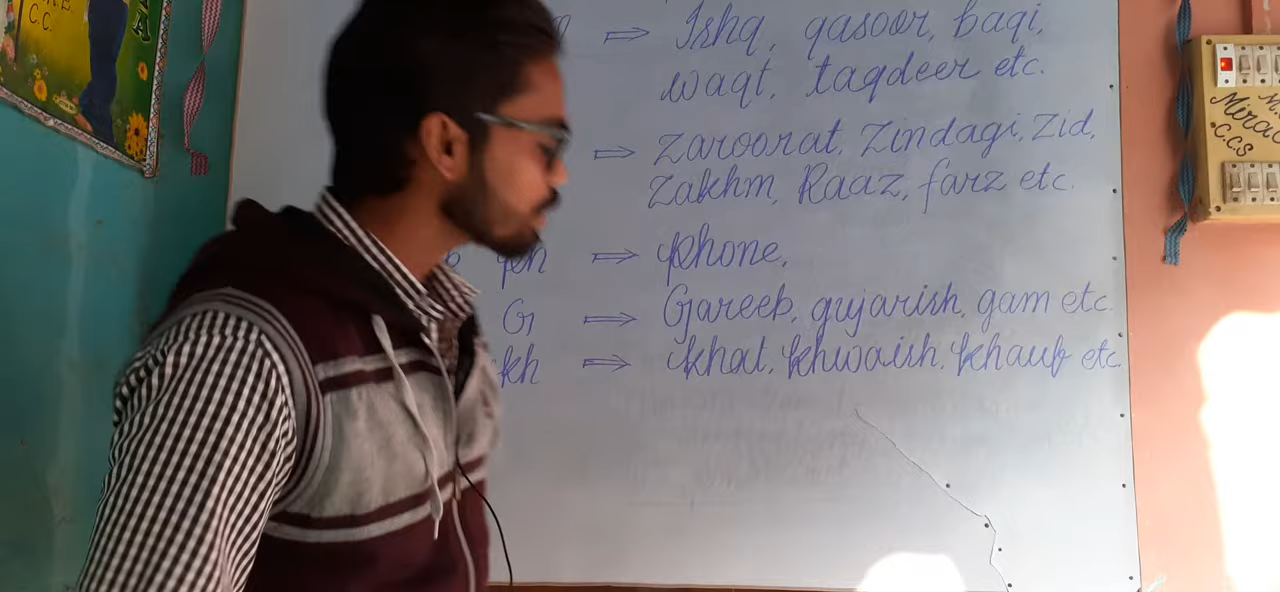 .R.E.
C.C.
A
⇒ Ishq, qasoor, baqi,
waqt, taqdeer etc.
⇒ Zaroorat, Zindagi, Zid,
Zakhm, Raaz, farz etc.
ph ⇒ Phone,
G ⇒ Gareeb, gujarish, gam etc.
kh ⇒ Khat, khwaish, khauf etc.
M.
Mira
C.C.S